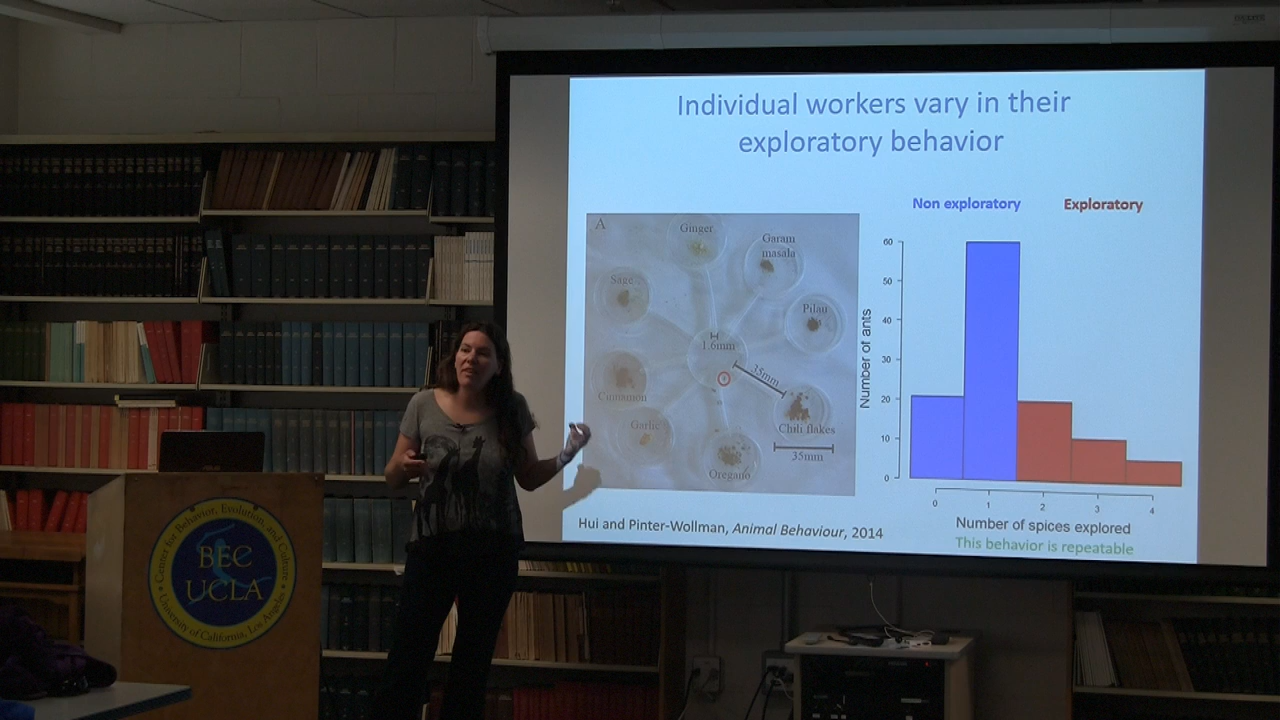 Individual workers vary in their
exploratory behavior
Non exploratory
Exploratory
A
Ginger
Garam
masala
Sage
Pilau
1.6mm
35mm
Cinnamon
Garlic
Chili flakes
35mm
Oregano
Number of ants
60
50
40
30
20
10
0
0 1 2 3 4
Number of spices explored
This behavior is repeatable
Hui and Pinter-Wollman, Animal Behaviour, 2014
Center for Behavior, Evolution, and Culture
BEC
UCLA
University of California, Los Angeles